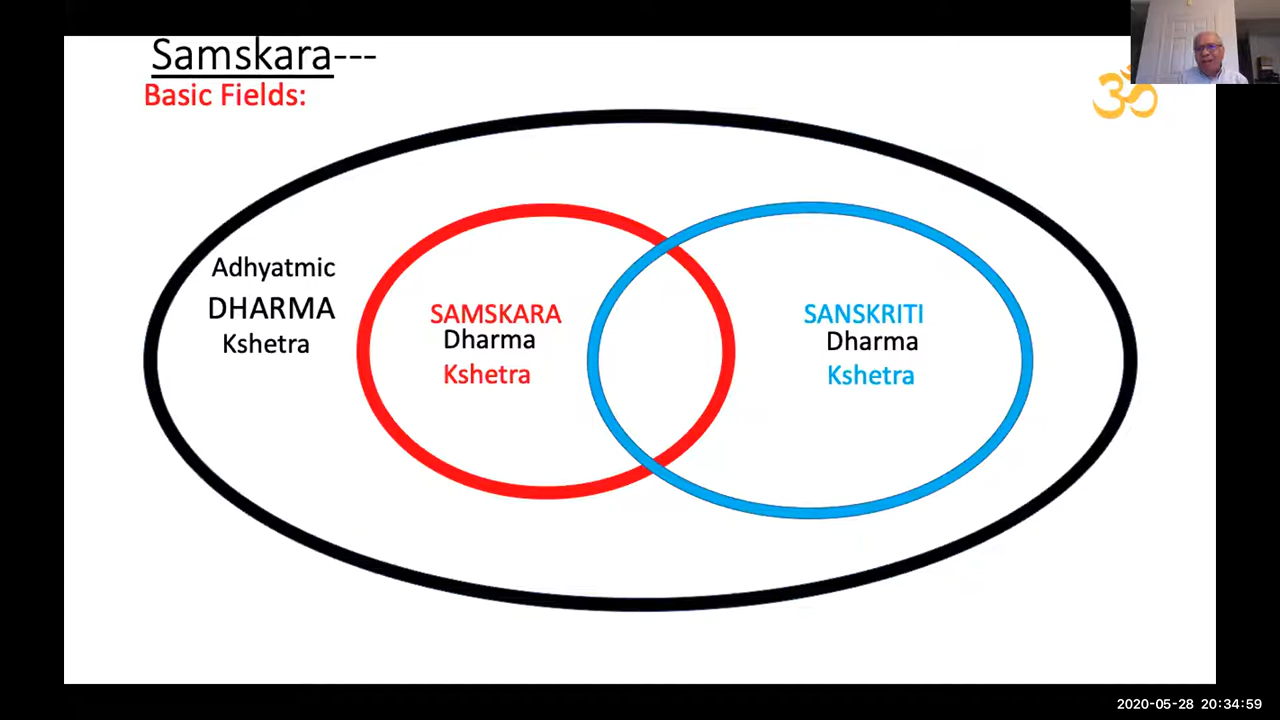 Samskara---
Basic Fields:
ॐ
Adhyatmic
DHARMA
Kshetra
SAMSKARA
Dharma
Kshetra
SANSKRITI
Dharma
Kshetra
2020-05-28 20:34:59